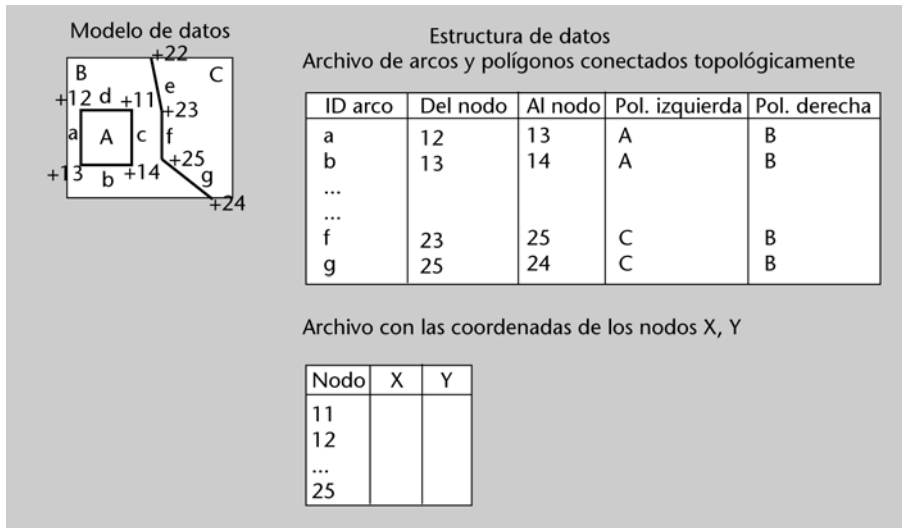 Modelo de datos
+22
B
C
e
+12 d +11
+23
a
A
c
f
+25
+13
b
+14
g
+24
Estructura de datos
Archivo de arcos y polígonos conectados topológicamente
ID arco Del nodo Al nodo Pol. izquierda Pol. derecha
a 12 13 A B
b 13 14 A B
...
...
f 23 25 C B
g 25 24 C B
Archivo con las coordenadas de los nodos X, Y
Nodo X Y
11
12
...
25